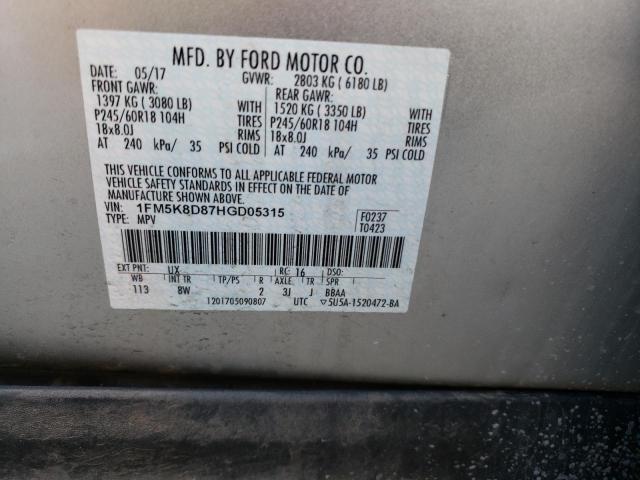 MFD. BY FORD MOTOR CO.
DATE: 05/17 GVWR: 2803 KG ( 6180 LB)
FRONT GAWR: REAR GAWR:
1397 KG ( 3080 LB) WITH 1520 KG ( 3350 LB) WITH
P245/60R18 104H TIRES P245/60R18 104H TIRES
18x8.0J RIMS 18x8.0J RIMS
AT 240 kPa/ 35 PSI COLD AT 240 kPa/ 35 PSI COLD
THIS VEHICLE CONFORMS TO ALL APPLICABLE FEDERAL MOTOR
VEHICLE SAFETY STANDARDS IN EFFECT ON THE DATE OF
MANUFACTURE SHOWN ABOVE.
VIN: 1FM5K8D87HGD05315 F0237
TYPE: MPV T0423
EXT PNT: UX RC: 16 DSO:
WB INT TR TP/PS R AXLE TR SPR
113 8W 2 3J J BBAA
1201705090807 UTC ▽5U5A-1520472-BA